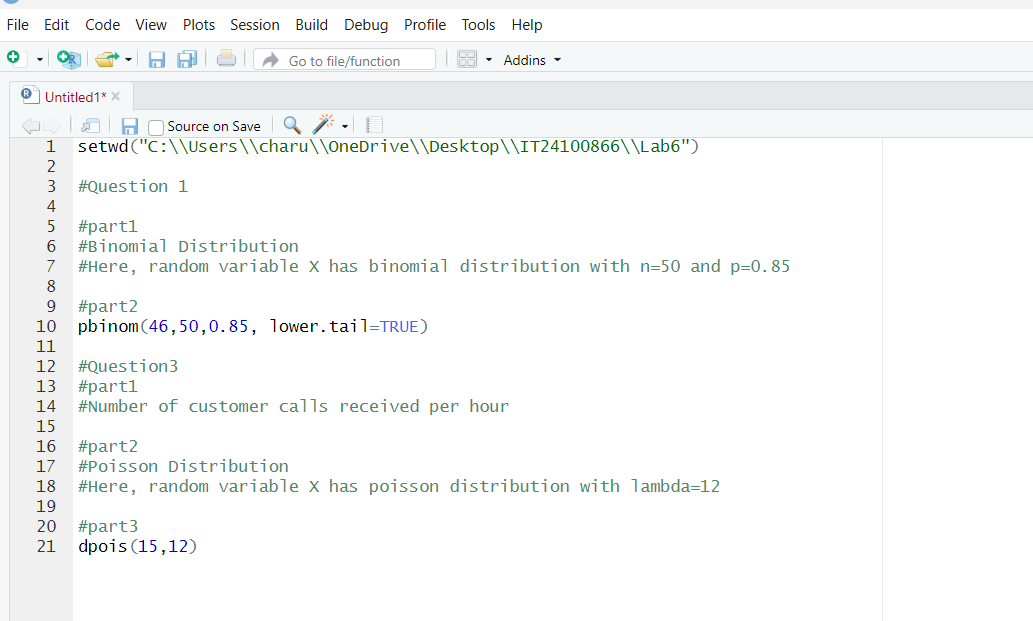 File Edit Code View Plots Session Build Debug Profile Tools Help
Go to file/function Addins
Untitled1*
Source on Save
1 setwd("C:\\Users\\charu\\OneDrive\\Desktop\\IT24100866\\Lab6")
2
3 #Question 1
4
5 #part1
6 #Binomial Distribution
7 #Here, random variable X has binomial distribution with n=50 and p=0.85
8
9 #part2
10 pbinom(46,50,0.85, lower.tail=TRUE)
11
12 #Question3
13 #part1
14 #Number of customer calls received per hour
15
16 #part2
17 #Poisson Distribution
18 #Here, random variable X has poisson distribution with lambda=12
19
20 #part3
21 dpois(15,12)